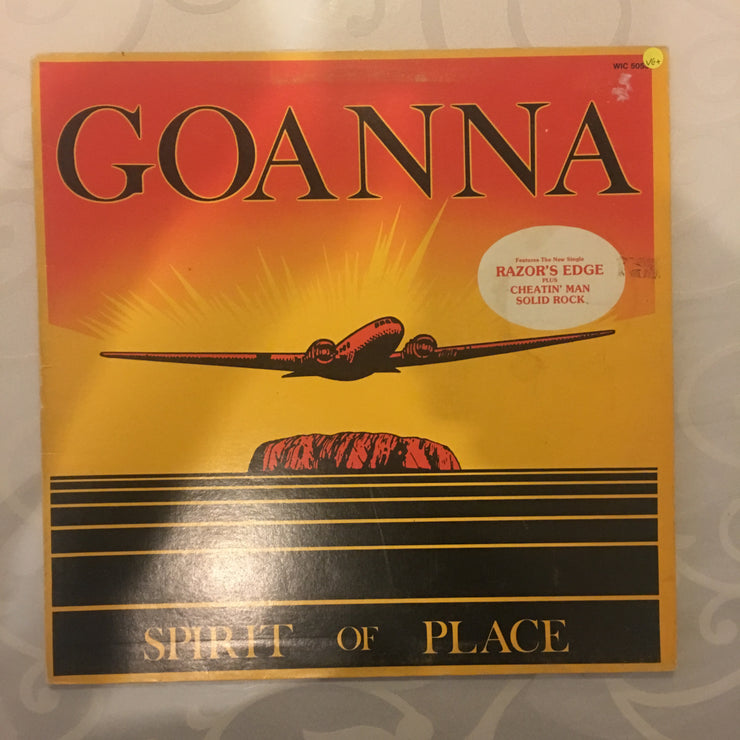 WIC 505
VG+
GOANNA
Features The New Single
RAZOR'S EDGE
PLUS
CHEATIN' MAN
SOLID ROCK
SPIRIT OF PLACE